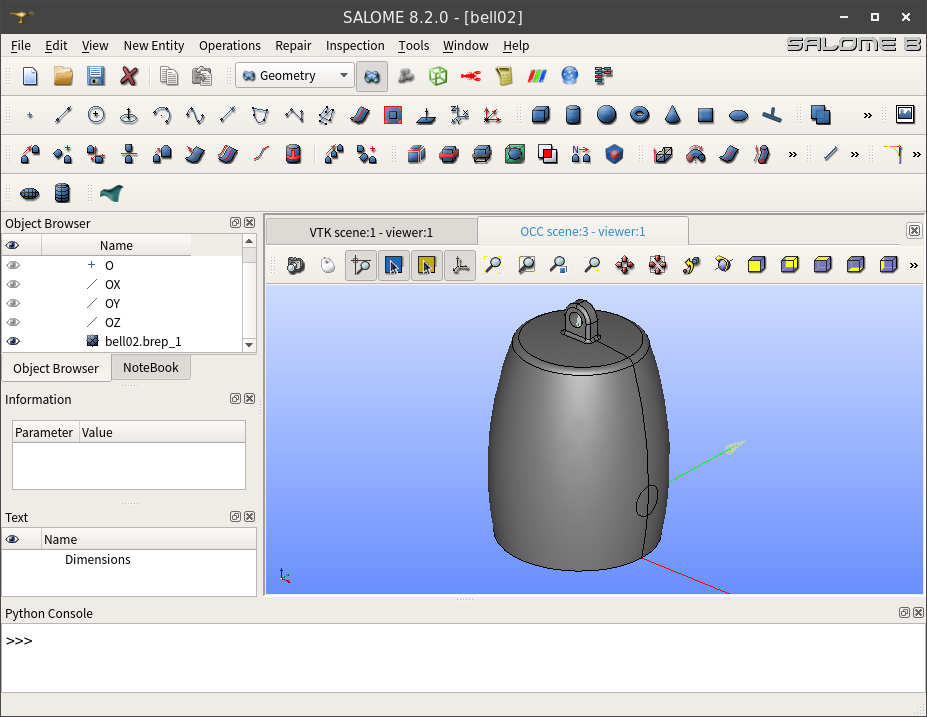 SALOME 8.2.0 - [bell02]
File Edit View New Entity Operations Repair Inspection Tools Window Help
SALOME 8
Geometry
Object Browser
Name
O
OX
OY
OZ
bell02.brep_1
Object Browser NoteBook
Information
Parameter Value
Text
Name
Dimensions
VTK scene:1 - viewer:1 OCC scene:3 - viewer:1
Python Console
>>>